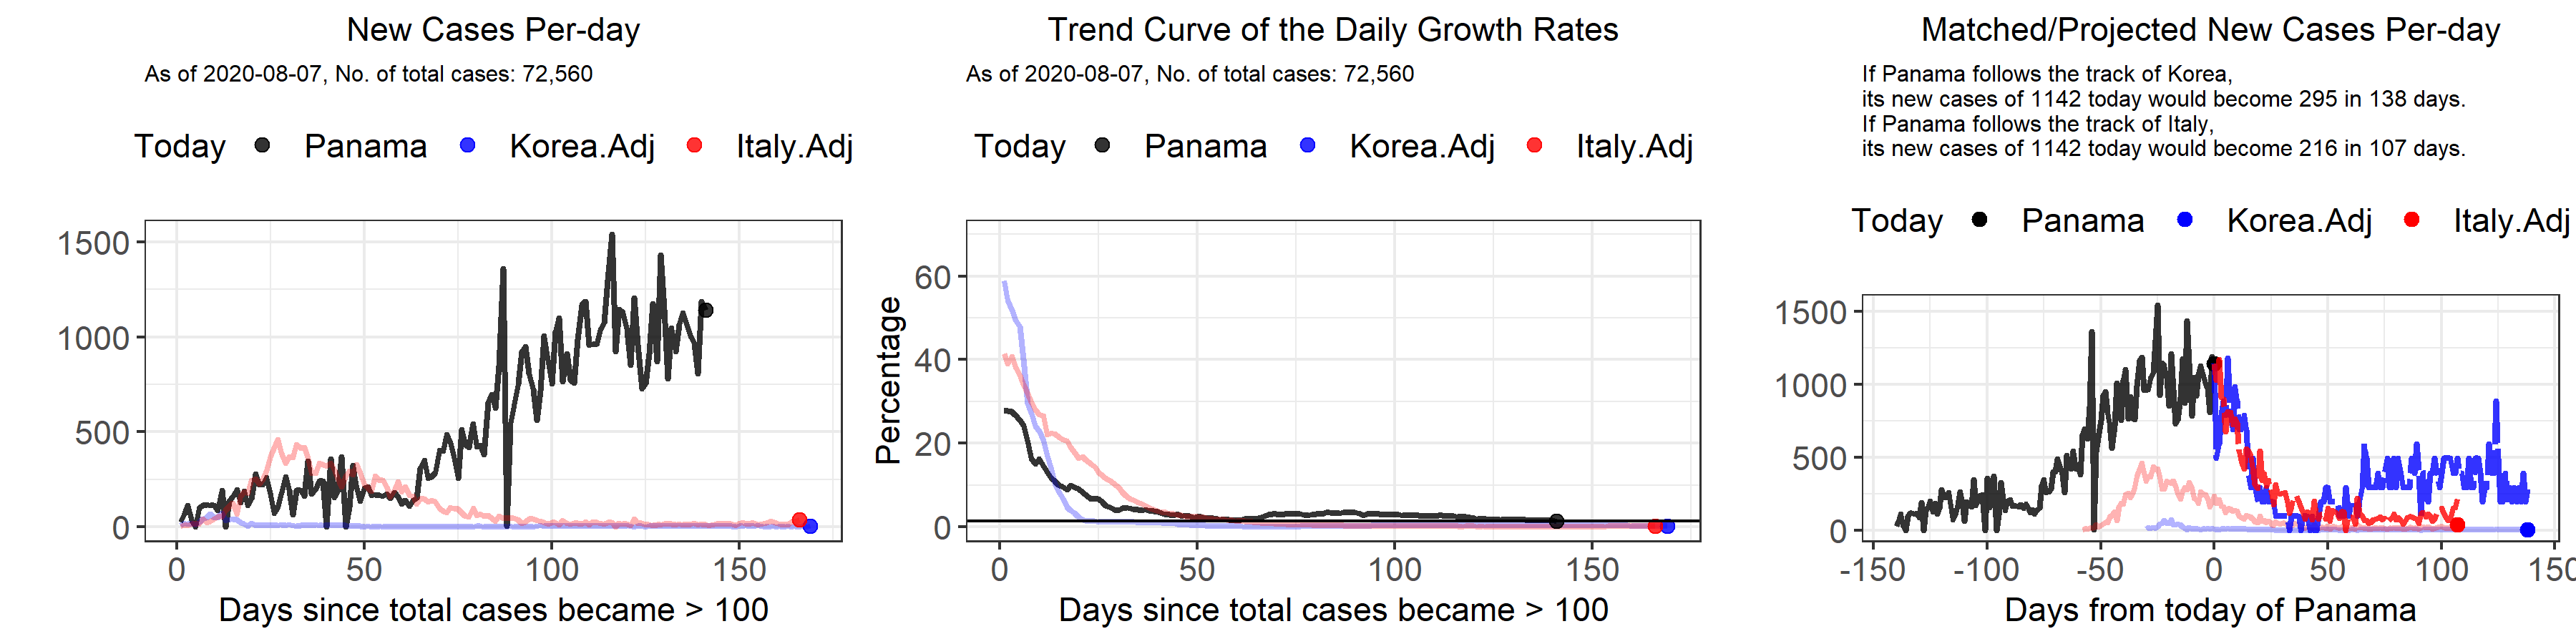 New Cases Per-day
As of 2020-08-07, No. of total cases: 72,560
Today Panama Korea.Adj Italy.Adj
1500
1000
500
0
0 50 100 150
Days since total cases became > 100
Trend Curve of the Daily Growth Rates
As of 2020-08-07, No. of total cases: 72,560
Today Panama Korea.Adj Italy.Adj
Percentage
60
40
20
0
0 50 100 150
Days since total cases became > 100
Matched/Projected New Cases Per-day
If Panama follows the track of Korea,
its new cases of 1142 today would become 295 in 138 days.
If Panama follows the track of Italy,
its new cases of 1142 today would become 216 in 107 days.
Today Panama Korea.Adj Italy.Adj
1500
1000
500
0
-150 -100 -50 0 50 100 150
Days from today of Panama